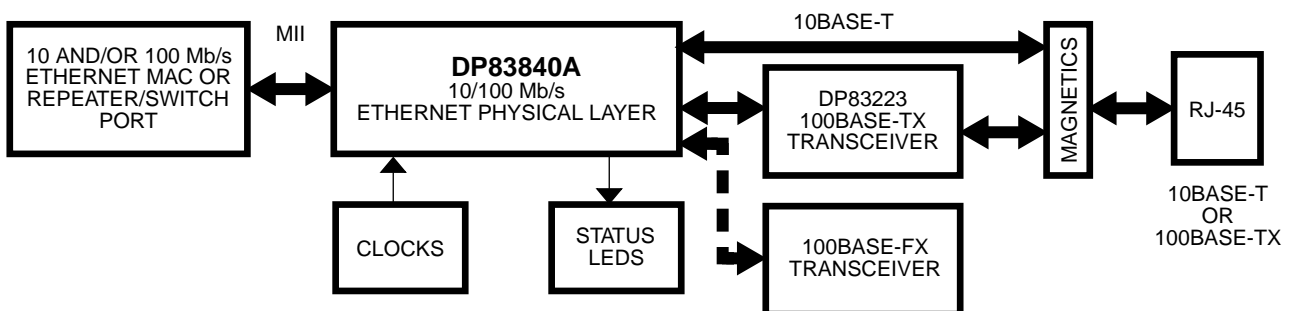 10 AND/OR 100 Mb/s
ETHERNET MAC OR
REPEATER/SWITCH
PORT
MII
DP83840A
10/100 Mb/s
ETHERNET PHYSICAL LAYER
CLOCKS
STATUS
LEDS
10BASE-T
DP83223
100BASE-TX
TRANSCEIVER
100BASE-FX
TRANSCEIVER
MAGNETICS
RJ-45
10BASE-T
OR
100BASE-TX